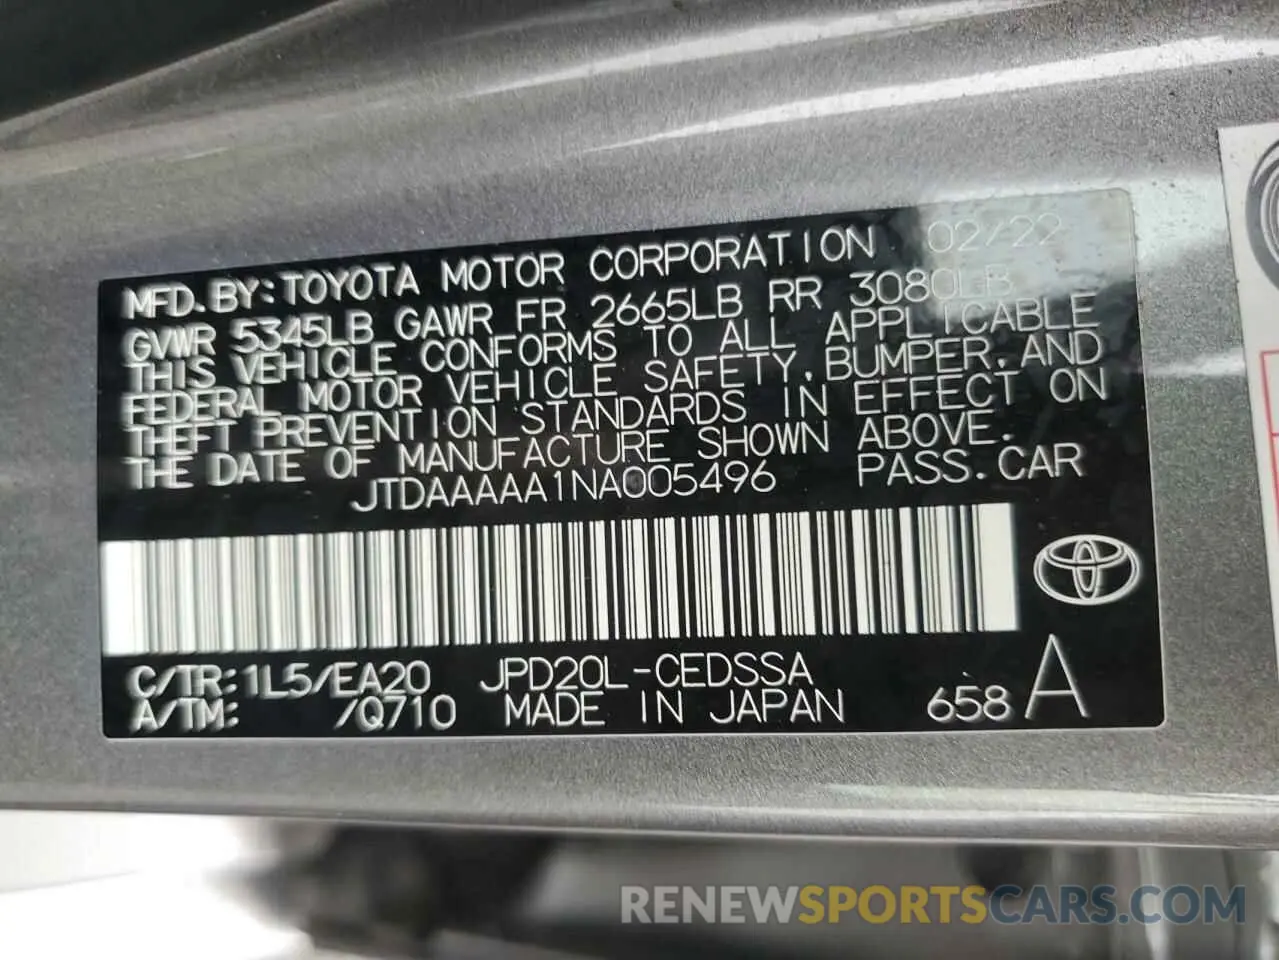 MFD. BY: TOYOTA MOTOR CORPORATION 02/22
GVWR 5345LB GAWR FR 2665LB RR 3080LB
THIS VEHICLE CONFORMS TO ALL APPLICABLE
FEDERAL MOTOR VEHICLE SAFETY, BUMPER, AND
THEFT PREVENTION STANDARDS IN EFFECT ON
THE DATE OF MANUFACTURE SHOWN ABOVE.
JTDAAAAA1NA005496 PASS. CAR
C/TR: 1L5/EA20 JPD20L-CEDSSA
A/TM: /Q710 MADE IN JAPAN 658 A
RENEWSPORTSCARS.COM